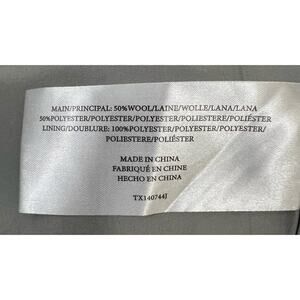 MAIN/PRINCIPAL: 50%WOOL/LAINE/WOLLE/LANA/LANA
50%POLYESTER/POLYESTER/POLYESTER/POLIESTERE/POLIÉSTER
LINING/DOUBLURE: 100%POLYESTER/POLYESTER/POLYESTER/
POLIESTERE/POLIÉSTER
MADE IN CHINA
FABRIQUÉ EN CHINE
HECHO EN CHINA
TX140744J